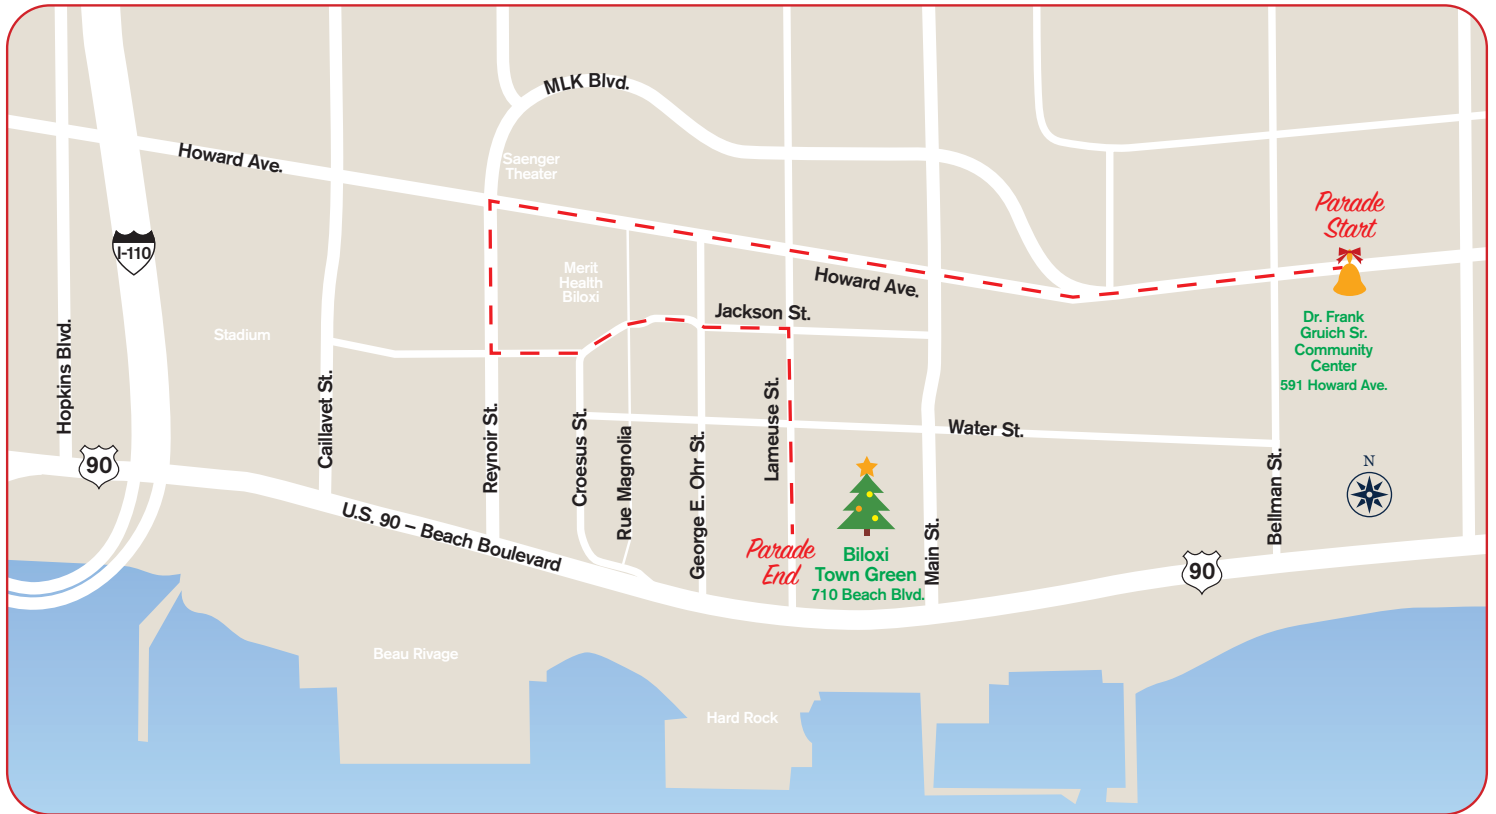 MLK Blvd.
Howard Ave.
Saenger
Theater
Parade
Start
I-110
Merit
Health
Biloxi
Howard Ave.
Jackson St.
Stadium
Dr. Frank
Gruich Sr.
Community
Center
591 Howard Ave.
Hopkins Blvd.
Caillavet St.
Reynoir St.
Croesus St.
Rue Magnolia
George E. Ohr St.
Lameuse St.
Water St.
Main St.
Bellman St.
N
90
U.S. 90 – Beach Boulevard
Parade
End
Biloxi
Town Green
710 Beach Blvd.
90
Beau Rivage
Hard Rock